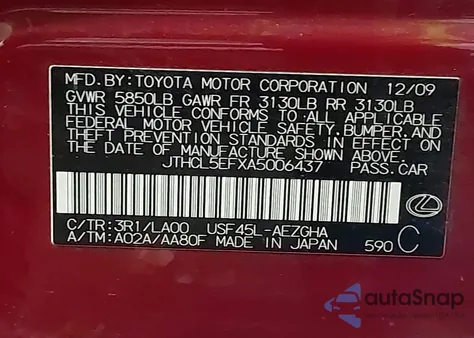 MFD.BY:TOYOTA MOTOR CORPORATION 12/09
GVWR 5850LB GAWR FR 3130LB RR 3130LB
THIS VEHICLE CONFORMS TO ALL APPLICABLE
FEDERAL MOTOR VEHICLE SAFETY,BUMPER,AND
THEFT PREVENTION STANDARDS IN EFFECT ON
THE DATE OF MANUFACTURE SHOWN ABOVE.
JTHCL5EFXA5006437 PASS.CAR
C/TR:3R1/LA00 USF45L-AEZGHA
A/TM:A02A/AA80F MADE IN JAPAN 590 C
autoSnap